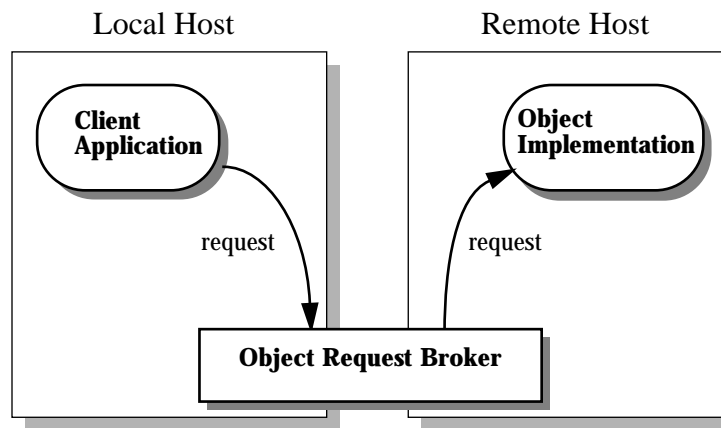 Local Host
Remote Host
Client
Application
Object
Implementation
request
request
Object Request Broker